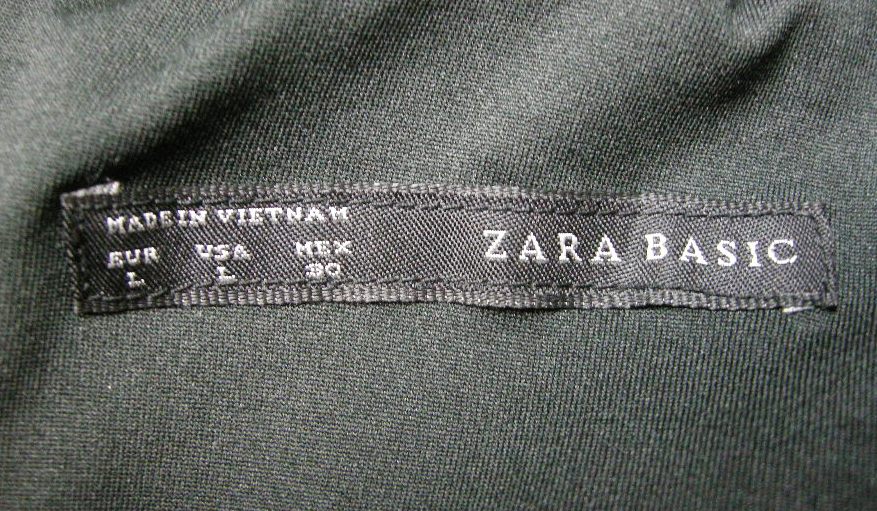 MADE IN VIETNAM
EUR USA MEX
L L 30
ZARA BASIC